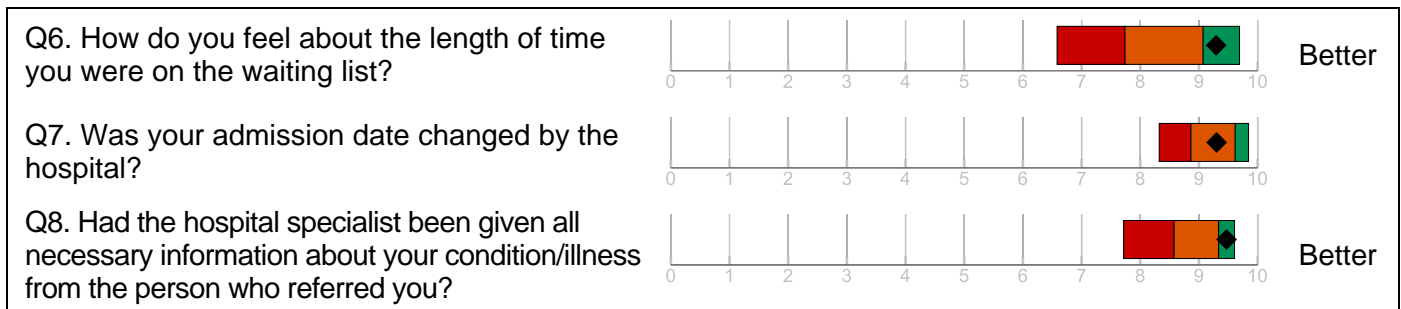 Q6. How do you feel about the length of time
you were on the waiting list?
0 1 2 3 4 5 6 7 8 9 10
Better
Q7. Was your admission date changed by the
hospital?
0 1 2 3 4 5 6 7 8 9 10
Q8. Had the hospital specialist been given all
necessary information about your condition/illness
from the person who referred you?
0 1 2 3 4 5 6 7 8 9 10
Better